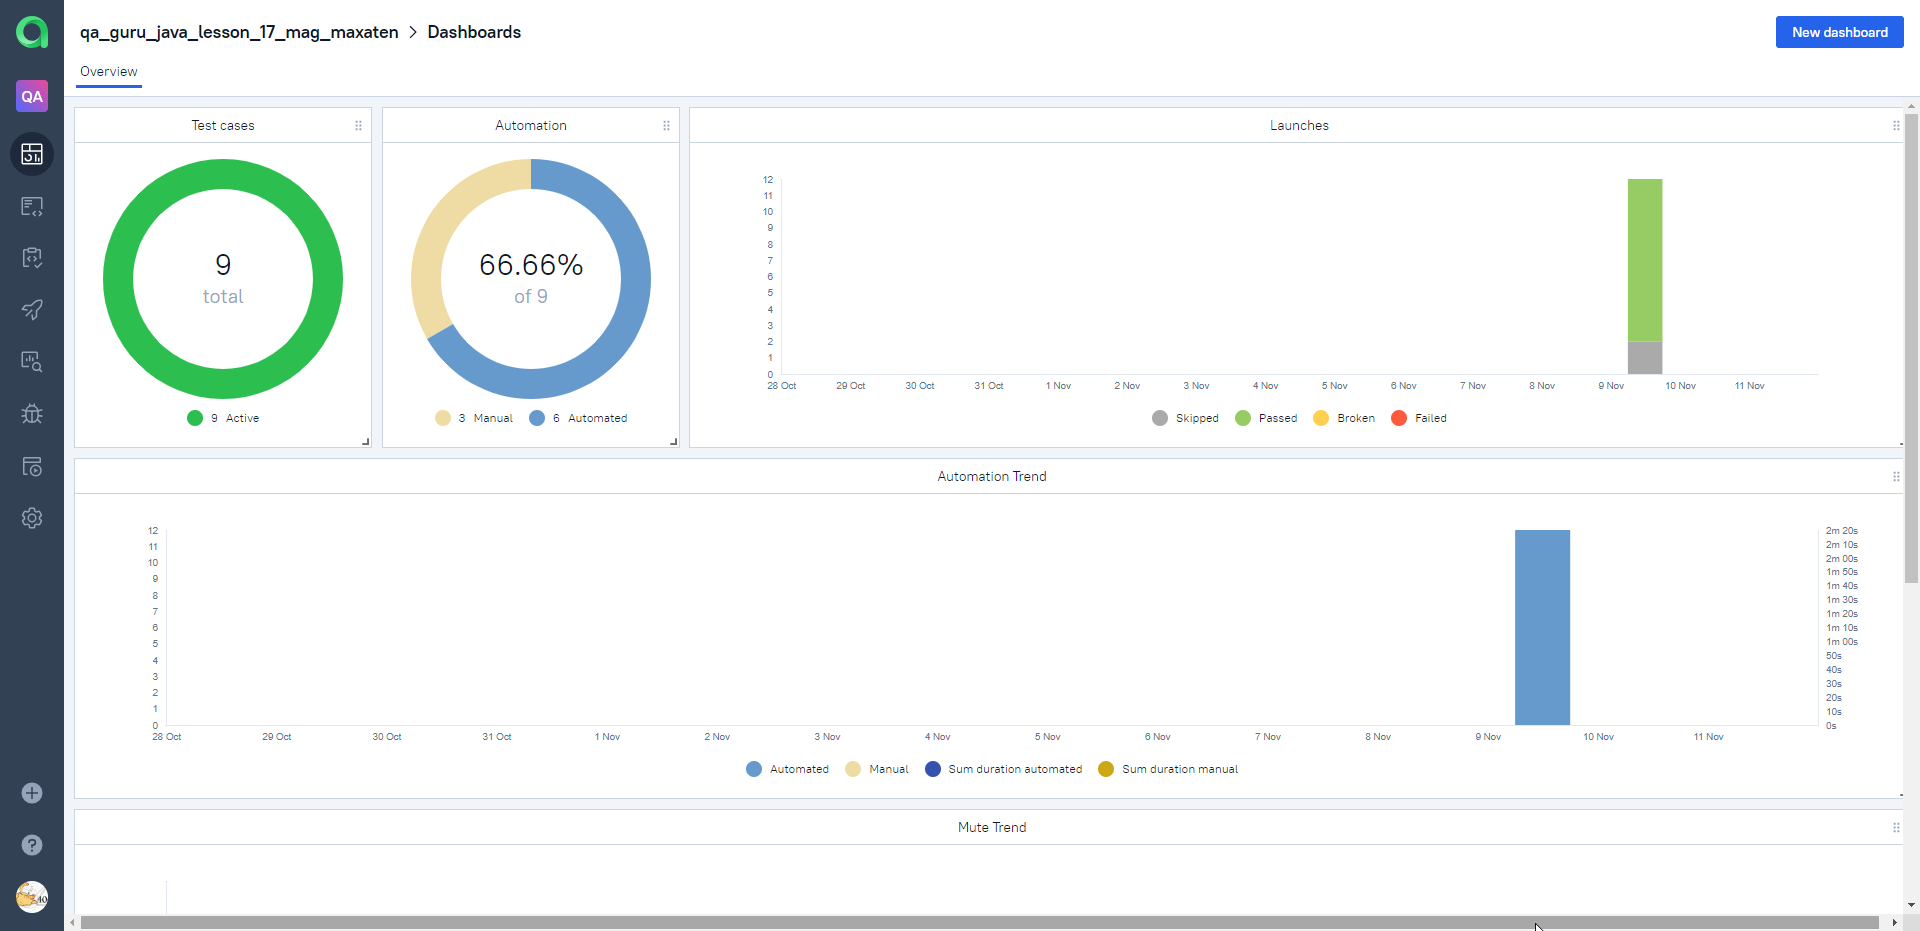 qa_guru_java_lesson_17_mag_maxaten > Dashboards
New dashboard
Overview
QA
Test cases
9
total
9 Active
Automation
66.66%
of 9
3 Manual 6 Automated
Launches
12
11
10
9
8
7
6
5
4
3
2
1
0
28 Oct 29 Oct 30 Oct 31 Oct 1 Nov 2 Nov 3 Nov 4 Nov 5 Nov 6 Nov 7 Nov 8 Nov 9 Nov 10 Nov 11 Nov
Skipped Passed Broken Failed
Automation Trend
12
11
10
9
8
7
6
5
4
3
2
1
0
2m 20s
2m 10s
2m 00s
1m 50s
1m 40s
1m 30s
1m 20s
1m 10s
1m 00s
50s
40s
30s
20s
10s
0s
28 Oct 29 Oct 30 Oct 31 Oct 1 Nov 2 Nov 3 Nov 4 Nov 5 Nov 6 Nov 7 Nov 8 Nov 9 Nov 10 Nov 11 Nov
Automated Manual Sum duration automated Sum duration manual
Mute Trend